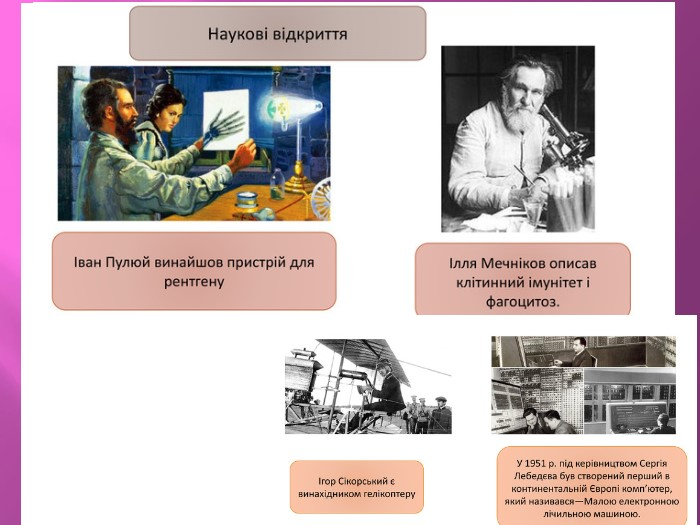 Наукові відкриття
Іван Пулюй винайшов пристрій для
рентгену
Ілля Мечніков описав
клітинний імунітет і
фагоцитоз.
Ігор Сікорський є
винахідником гелікоптеру
У 1951 р. під керівництвом Сергія
Лебедєва був створений перший в
континентальній Європі комп'ютер,
який називався—Малою електронною
лічильною машиною.